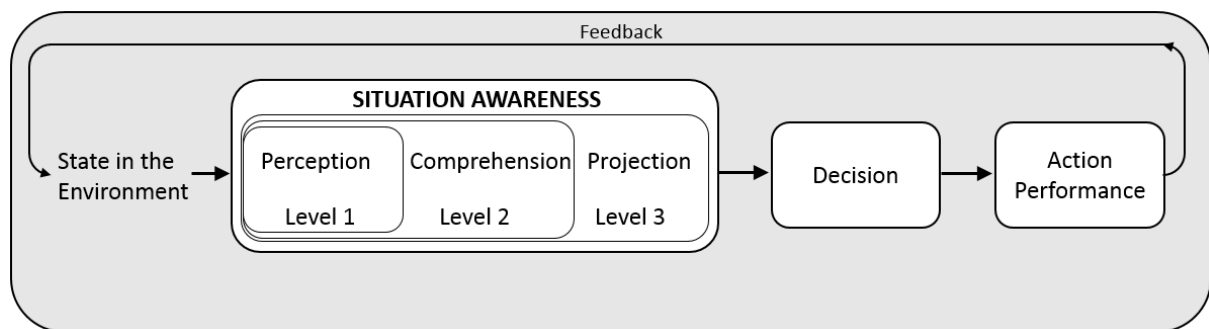 Feedback
SITUATION AWARENESS
State in the
Environment
Perception
Level 1
Comprehension
Level 2
Projection
Level 3
Decision
Action
Performance